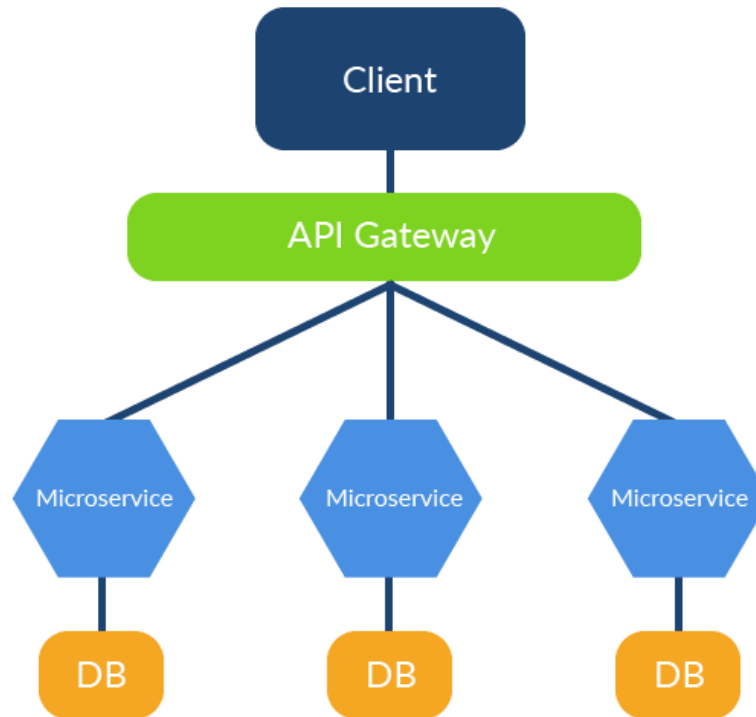 Client
API Gateway
Microservice
Microservice
Microservice
DB
DB
DB